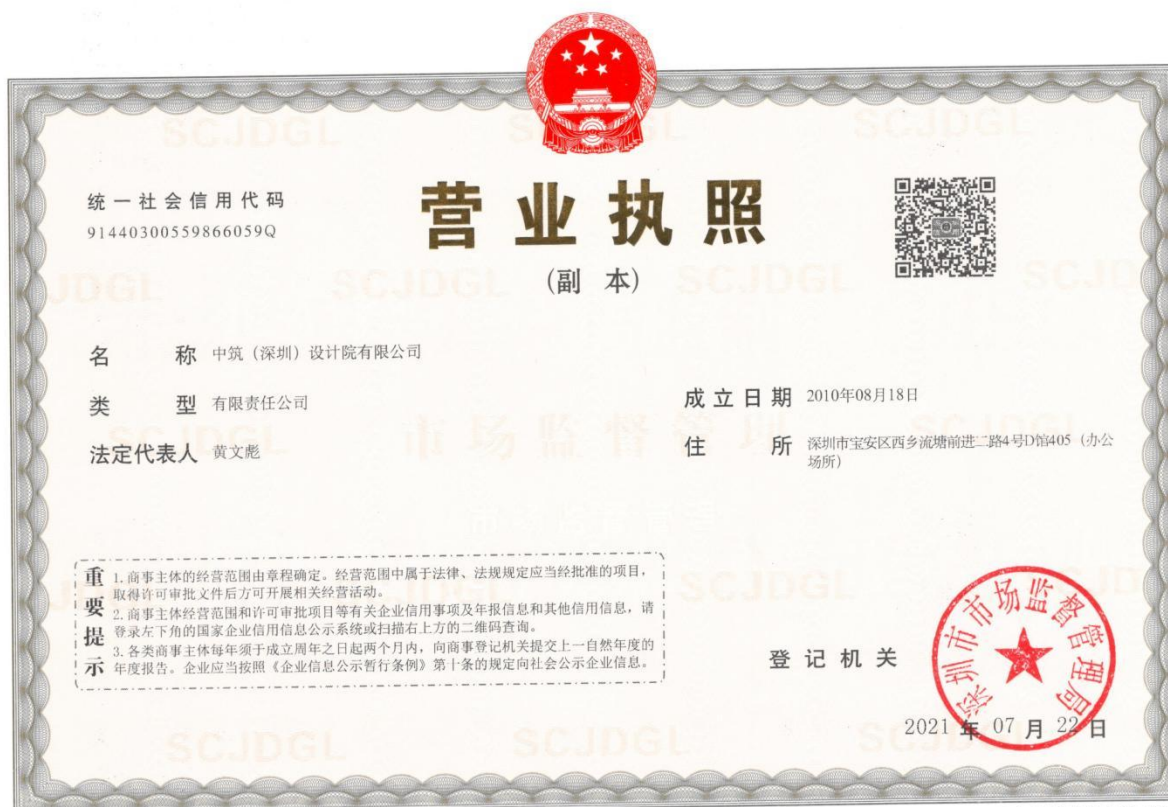 统一社会信用代码
91440300559866059Q
营业执照
（副 本）
名 称 中筑（深圳）设计院有限公司
类 型 有限责任公司
法定代表人 黄文彪
成立日期 2010年08月18日
住 所 深圳市宝安区西乡流塘前进二路4号D馆405（办公
场所）
重要提示
1.商事主体的经营范围由章程确定。经营范围中属于法律、法规规定应当经批准的项目，
取得许可审批文件后方可开展相关经营活动。
2.商事主体经营范围和许可审批项目等有关企业信用事项及年报信息和其他信用信息，请
登录左下角的国家企业信用信息公示系统或扫描右上方的二维码查询。
3.各类商事主体每年须于成立周年之日起两个月内，向商事登记机关提交上一自然年度的
年度报告。企业应当按照《企业信息公示暂行条例》第十条的规定向社会公示企业信息。
登记机关
深圳市市场监督管理局
2021 年 07 月 22 日
SCJDGL
市场监督管理